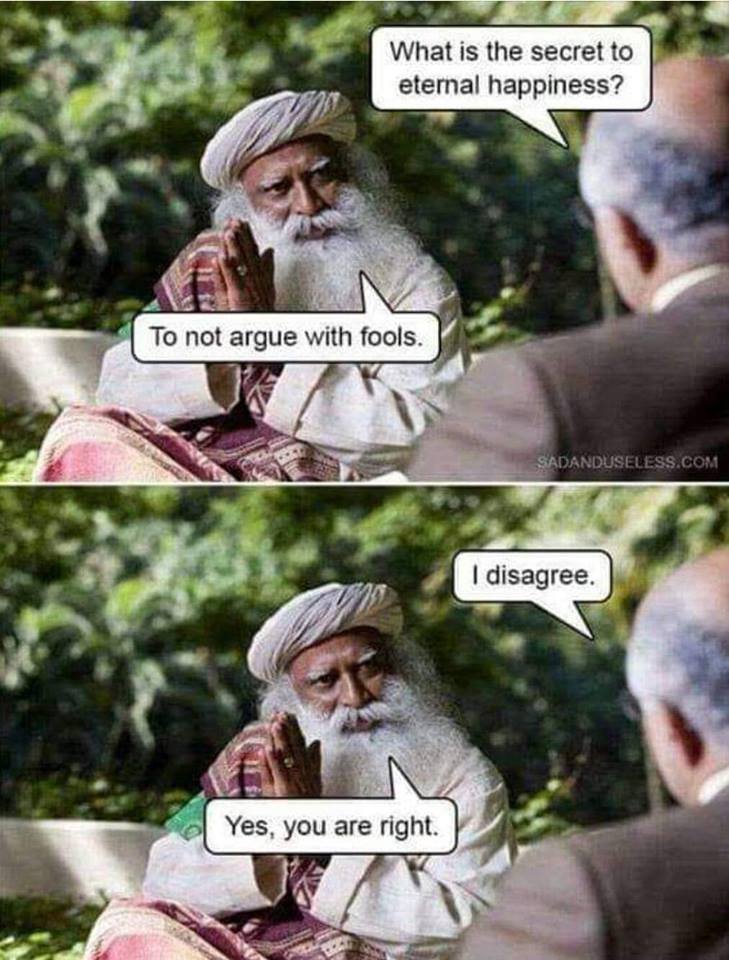 What is the secret to
eternal happiness?
To not argue with fools.
SADANDUSELESS.COM
I disagree.
Yes, you are right.